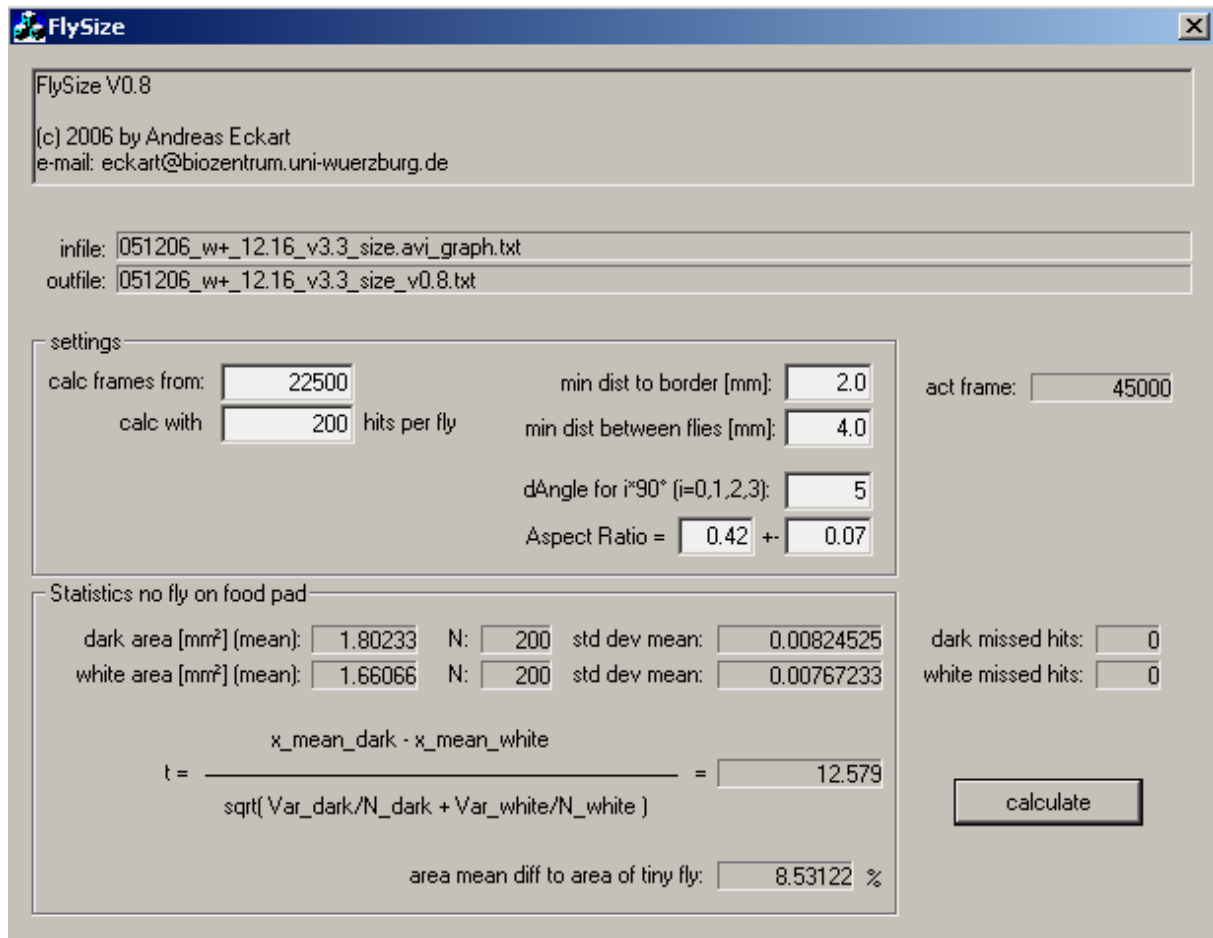 FlySize
FlySize V0.8
(c) 2006 by Andreas Eckart
e-mail: eckart@biozentrum.uni-wuerzburg.de
infile: 051206_w+_12.16_v3.3_size.avi_graph.txt
outfile: 051206_w+_12.16_v3.3_size_v0.8.txt
settings
calc frames from: 22500 min dist to border [mm]: 2.0 act frame: 45000
calc with 200 hits per fly min dist between flies [mm]: 4.0
dAngle for i*90° (i=0,1,2,3): 5
Aspect Ratio = 0.42 +- 0.07
Statistics no fly on food pad
dark area [mm²] (mean): 1.80233 N: 200 std dev mean: 0.00824525 dark missed hits: 0
white area [mm²] (mean): 1.66066 N: 200 std dev mean: 0.00767233 white missed hits: 0
x_mean_dark - x_mean_white
t = = 12.579
sqrt( Var_dark/N_dark + Var_white/N_white )
calculate
area mean diff to area of tiny fly: 8.53122 %